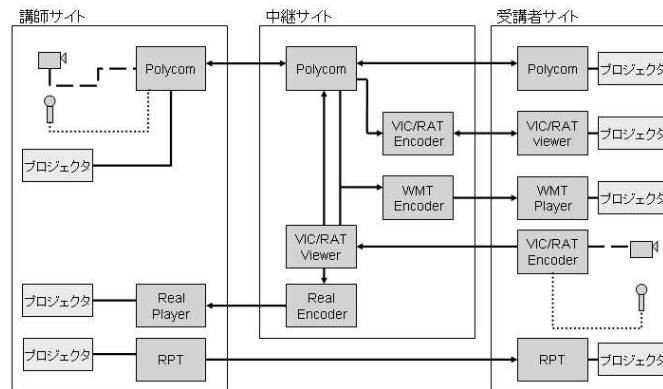 講師サイト
中継サイト
受講者サイト
Polycom
Polycom
Polycom
プロジェクタ
VIC/RAT
Encoder
VIC/RAT
viewer
プロジェクタ
プロジェクタ
WMT
Encoder
WMT
Player
プロジェクタ
VIC/RAT
Viewer
VIC/RAT
Encoder
プロジェクタ
Real
Player
Real
Encoder
プロジェクタ
RPT
RPT
プロジェクタ